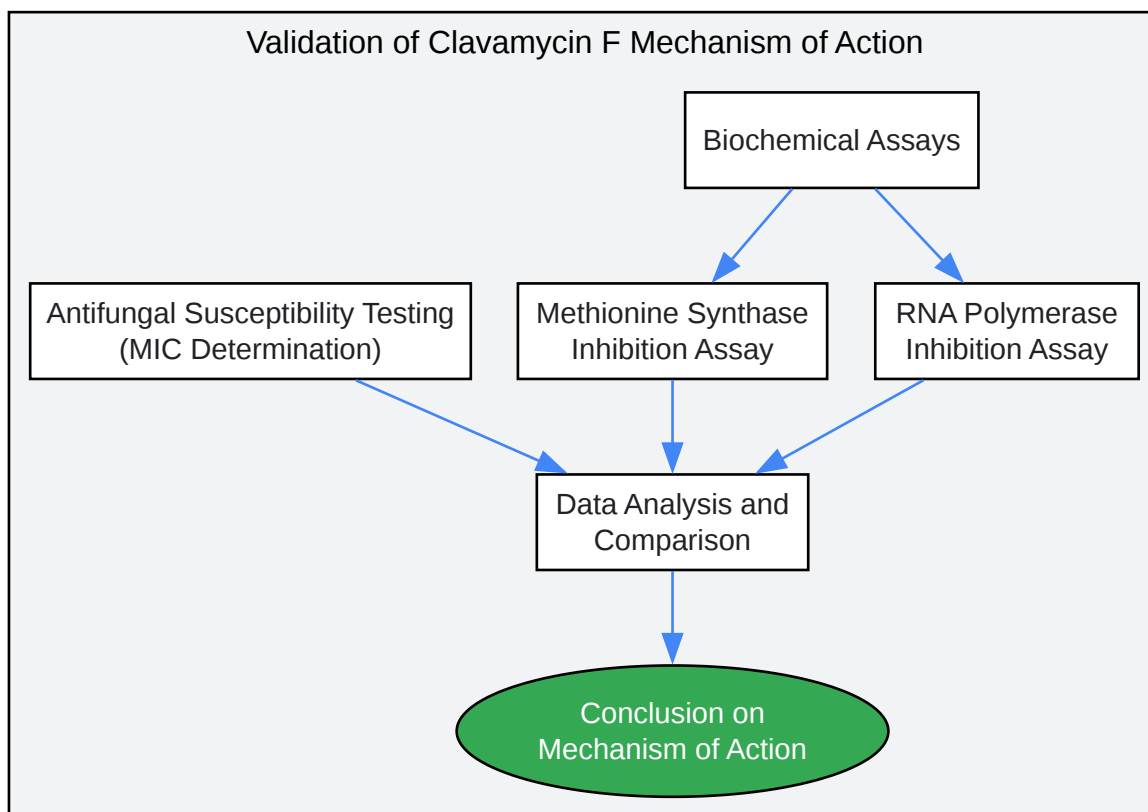 Validation of Clavamycin F Mechanism of Action
Biochemical Assays
Antifungal Susceptibility Testing
(MIC Determination)
Methionine Synthase
Inhibition Assay
RNA Polymerase
Inhibition Assay
Data Analysis and
Comparison
Conclusion on
Mechanism of Action